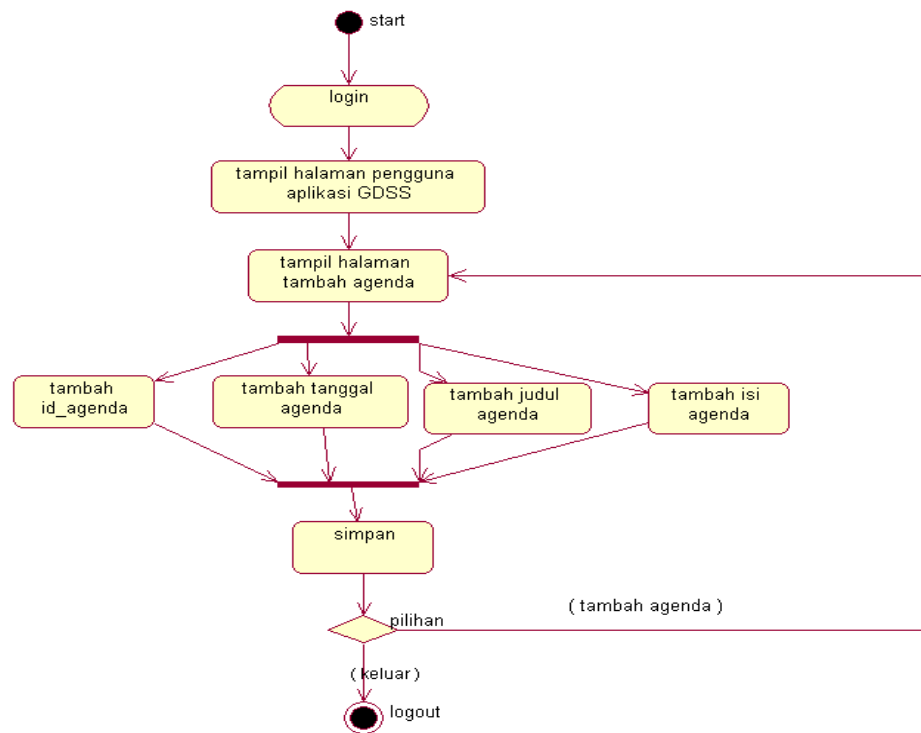 start
login
tampil halaman pengguna
aplikasi GDSS
tampil halaman
tambah agenda
tambah
id_agenda
tambah tanggal
agenda
tambah judul
agenda
tambah isi
agenda
simpan
pilihan
( tambah agenda )
( keluar )
logout